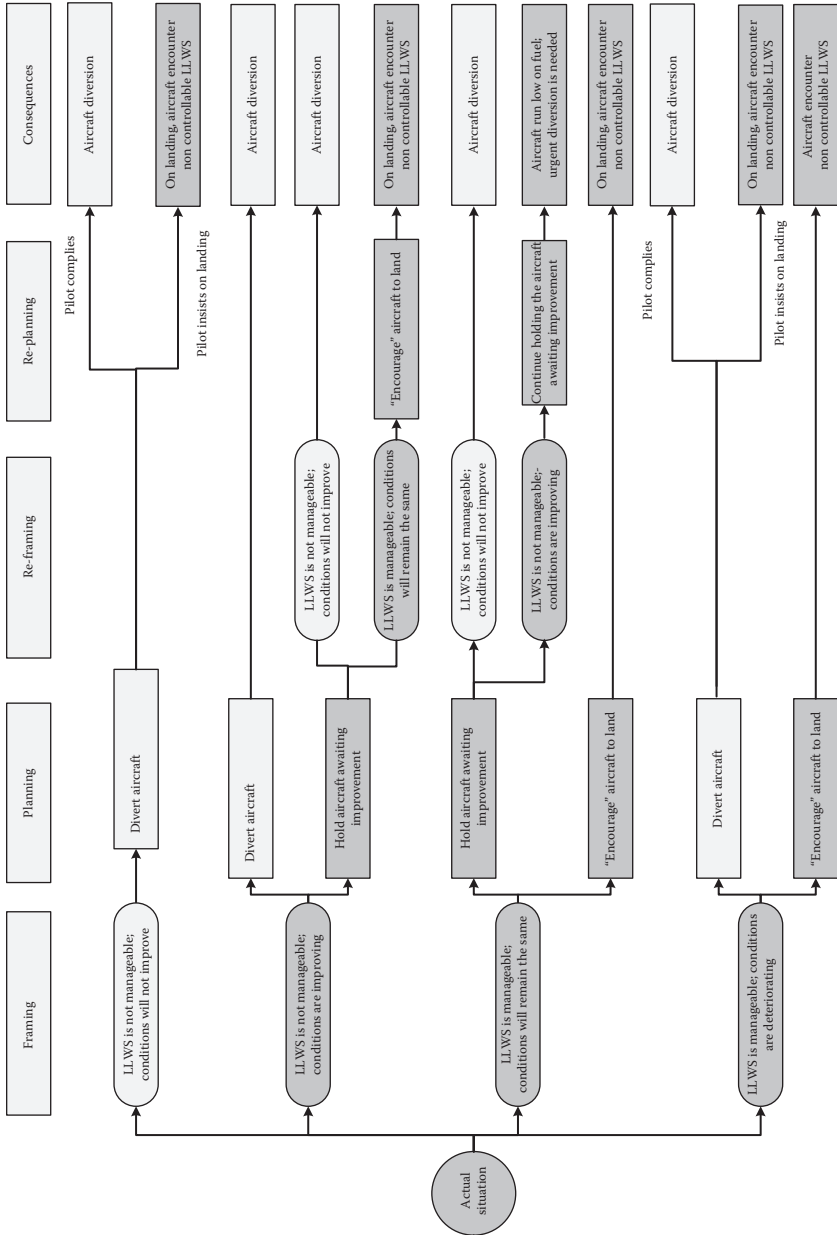 Framing
Planning
Re-framing
Re-planning
Consequences
Actual
situation
LLWS is not manageable;
conditions will not improve
LLWS is not manageable;
conditions are improving
LLWS is manageable;
conditions will remain the same
LLWS is manageable; conditions
are deteriorating
Divert aircraft
Divert aircraft
Hold aircraft awaiting
improvement
Hold aircraft awaiting
improvement
"Encourage" aircraft to land
Divert aircraft
"Encourage" aircraft to land
LLWS is not manageable;
conditions will not improve
LLWS is manageable; conditions
will remain the same
LLWS is not manageable;
conditions will not improve
LLWS is not manageable;-
conditions are improving
Pilot complies
Pilot insists on landing
"Encourage" aircraft to land
Continue holding the aircraft
awaiting improvement
Pilot complies
Pilot insists on landing
Aircraft diversion
On landing, aircraft encounter
non controllable LLWS
Aircraft diversion
Aircraft diversion
On landing, aircraft encounter
non controllable LLWS
Aircraft diversion
Aircraft run low on fuel;
urgent diversion is needed
On landing, aircraft encounter
non controllable LLWS
Aircraft diversion
On landing, aircraft encounter
non controllable LLWS
Aircraft encounter
non controllable LLWS